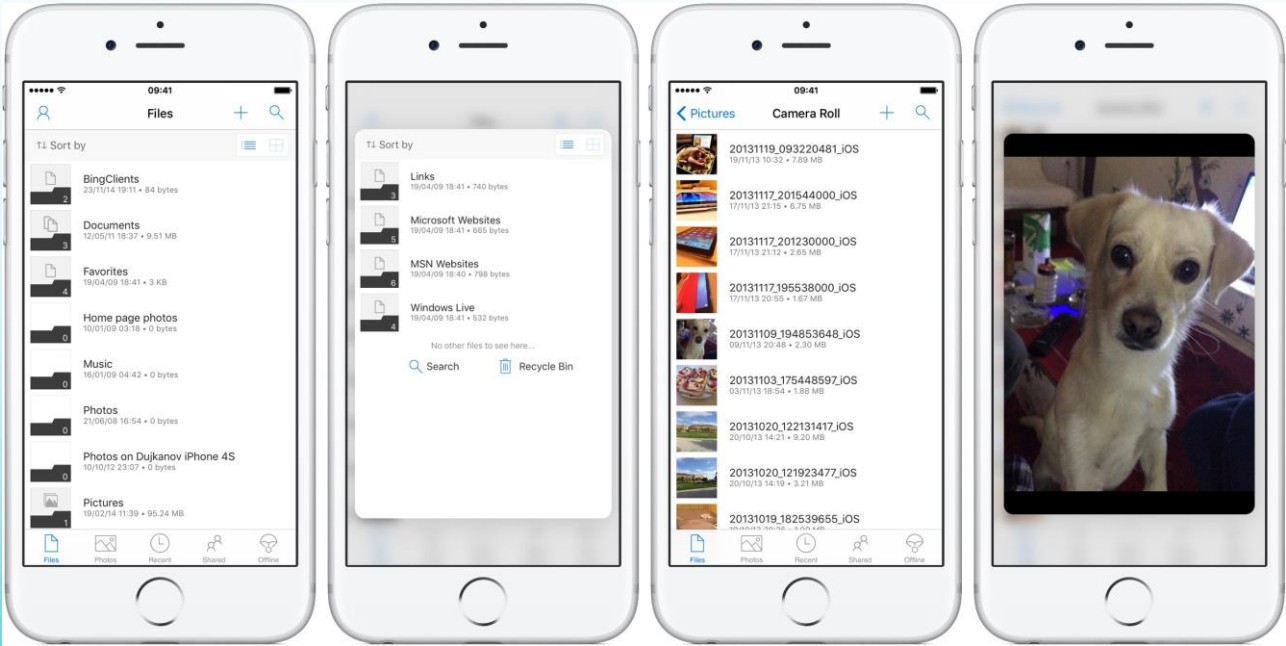 09:41
Files
↑↓ Sort by
BingClients
23/11/14 19:11 • 84 bytes
2
Documents
12/05/11 18:37 • 9.51 MB
3
Favorites
19/04/09 18:41 • 3 KB
4
Home page photos
10/01/09 03:18 • 0 bytes
0
Music
16/01/09 04:42 • 0 bytes
0
Photos
21/06/08 16:54 • 0 bytes
0
Photos on Dujkanov iPhone 4S
10/10/12 23:07 • 0 bytes
0
Pictures
19/02/14 11:39 • 95.24 MB
1
Files Photos Recent Shared Offline
↑↓ Sort by
Links
19/04/09 18:41 • 740 bytes
3
Microsoft Websites
19/04/09 18:41 • 665 bytes
5
MSN Websites
19/04/09 18:40 • 798 bytes
6
Windows Live
19/04/09 18:41 • 532 bytes
4
No other files to see here...
Search Recycle Bin
09:41
Pictures Camera Roll
20131119_093220481_iOS
19/11/13 10:32 • 7.89 MB
20131117_201544000_iOS
17/11/13 21:15 • 6.75 MB
20131117_201230000_iOS
17/11/13 21:12 • 2.65 MB
20131117_195538000_iOS
17/11/13 20:55 • 1.67 MB
20131109_194853648_iOS
09/11/13 20:48 • 2.30 MB
20131103_175448597_iOS
03/11/13 18:54 • 1.88 MB
20131020_122131417_iOS
20/10/13 14:21 • 9.20 MB
20131020_121923477_iOS
20/10/13 14:19 • 3.21 MB
20131019_182539655_iOS
Files Photos Recent Shared Offline